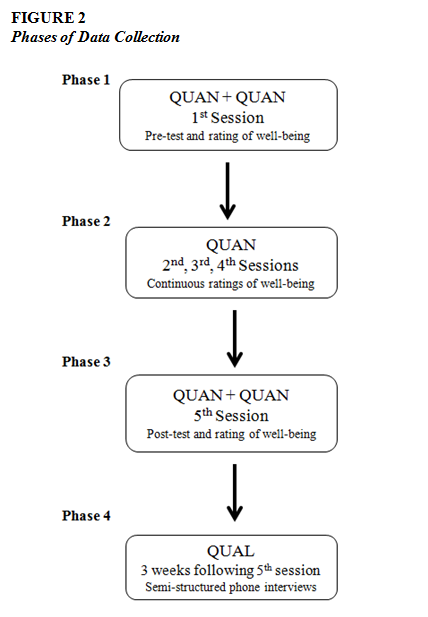 FIGURE 2
Phases of Data Collection
Phase 1
QUAN + QUAN
1st Session
Pre-test and rating of well-being
Phase 2
QUAN
2nd, 3rd, 4th Sessions
Continuous ratings of well-being
Phase 3
QUAN + QUAN
5th Session
Post-test and rating of well-being
Phase 4
QUAL
3 weeks following 5th session
Semi-structured phone interviews